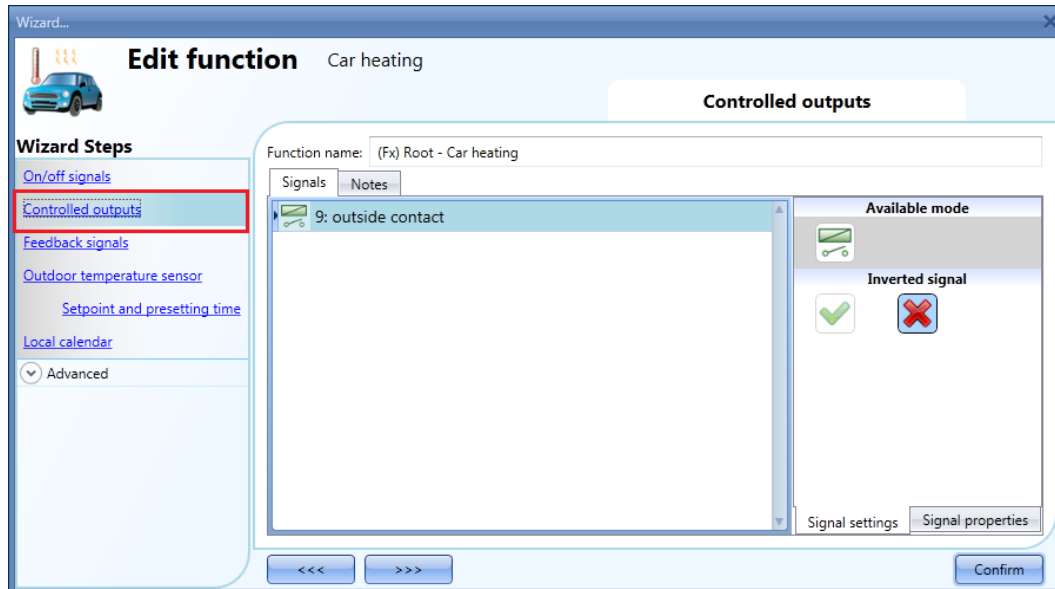 Wizard...
Edit function Car heating
Controlled outputs
Wizard Steps
On/off signals
Controlled outputs
Feedback signals
Outdoor temperature sensor
Setpoint and presetting time
Local calendar
Advanced
Function name: (Fx) Root - Car heating
Signals Notes
9: outside contact
Available mode
Inverted signal
Signal settings Signal properties
<<< >>> Confirm